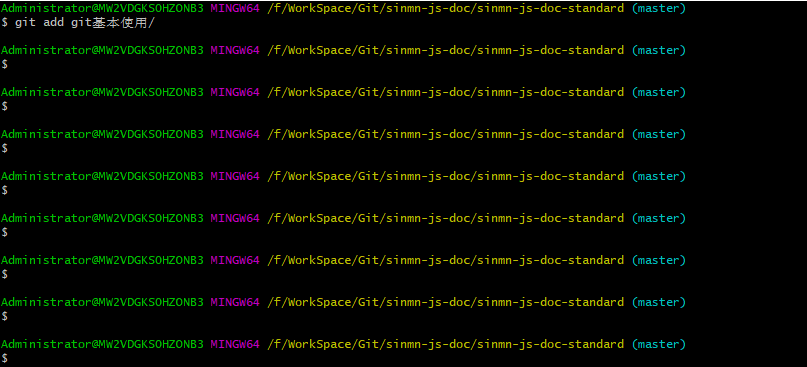 Administrator@MW2VDGKSOHZONB3 MINGW64 /f/WorkSpace/Git/sinmn-js-doc/sinmn-js-doc-standard (master)
$ git add git基本使用/
Administrator@MW2VDGKSOHZONB3 MINGW64 /f/WorkSpace/Git/sinmn-js-doc/sinmn-js-doc-standard (master)
$
Administrator@MW2VDGKSOHZONB3 MINGW64 /f/WorkSpace/Git/sinmn-js-doc/sinmn-js-doc-standard (master)
$
Administrator@MW2VDGKSOHZONB3 MINGW64 /f/WorkSpace/Git/sinmn-js-doc/sinmn-js-doc-standard (master)
$
Administrator@MW2VDGKSOHZONB3 MINGW64 /f/WorkSpace/Git/sinmn-js-doc/sinmn-js-doc-standard (master)
$
Administrator@MW2VDGKSOHZONB3 MINGW64 /f/WorkSpace/Git/sinmn-js-doc/sinmn-js-doc-standard (master)
$
Administrator@MW2VDGKSOHZONB3 MINGW64 /f/WorkSpace/Git/sinmn-js-doc/sinmn-js-doc-standard (master)
$
Administrator@MW2VDGKSOHZONB3 MINGW64 /f/WorkSpace/Git/sinmn-js-doc/sinmn-js-doc-standard (master)
$
Administrator@MW2VDGKSOHZONB3 MINGW64 /f/WorkSpace/Git/sinmn-js-doc/sinmn-js-doc-standard (master)
$